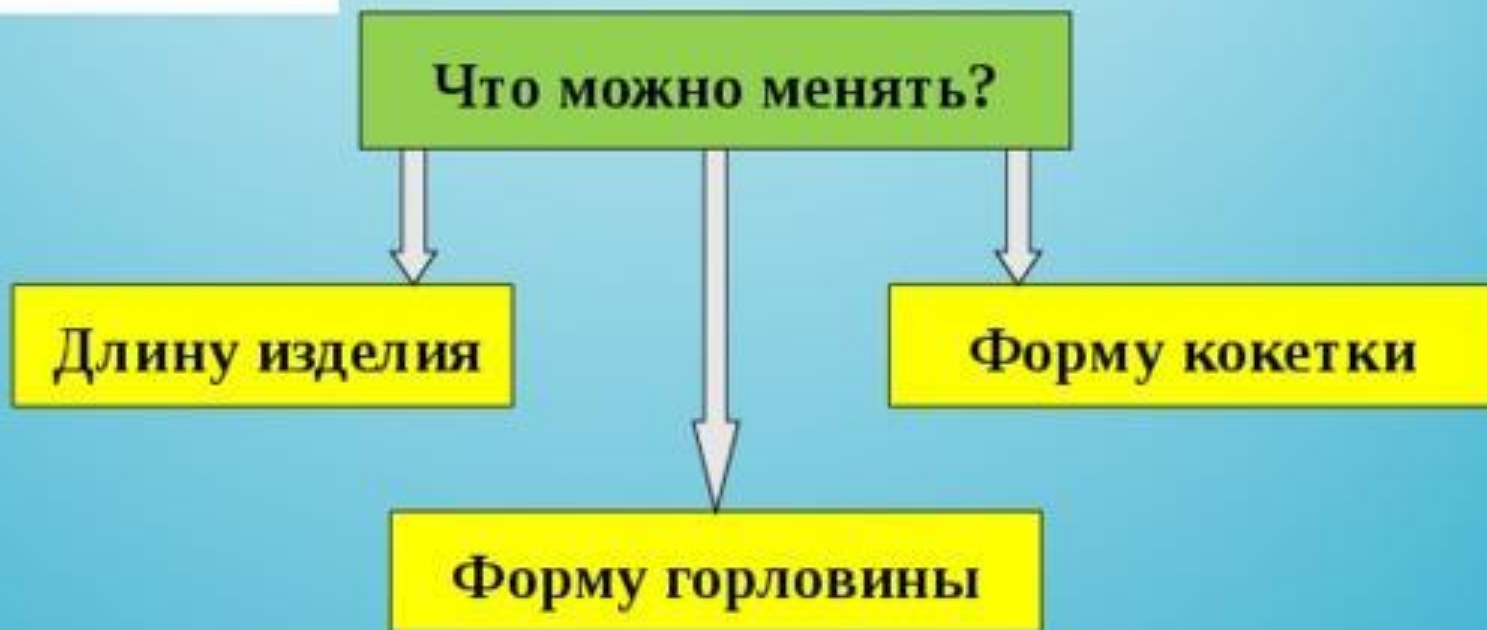 Что можно менять?
Длину изделия
Форму кокетки
Форму горловины